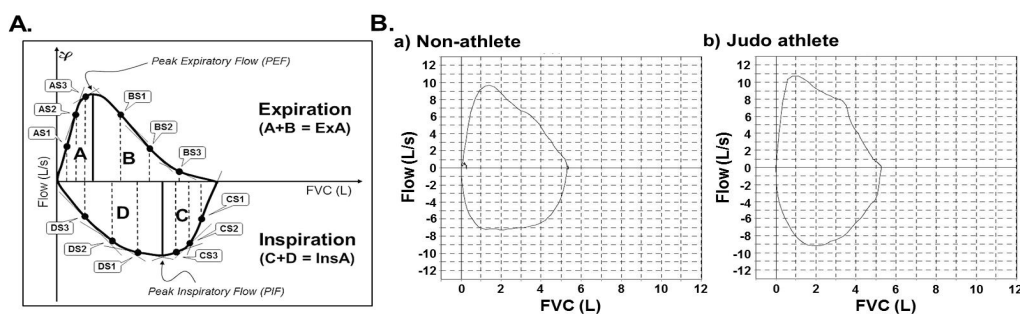 A.
Peak Expiratory Flow (PEF)
AS3
AS2
AS1
BS1
BS2
BS3
A
B
Expiration
(A+B = ExA)
Flow (L/s)
FVC (L)
D
C
CS1
CS2
CS3
DS3
DS2
DS1
Inspiration
(C+D = InsA)
Peak Inspiratory Flow (PIF)
B.
a) Non-athlete
12
10
8
6
4
2
0
-2
-4
-6
-8
-10
-12
Flow (L/s)
0 2 4 6 8 10 12
FVC (L)
b) Judo athlete
12
10
8
6
4
2
0
-2
-4
-6
-8
-10
-12
Flow (L/s)
0 2 4 6 8 10 12
FVC (L)